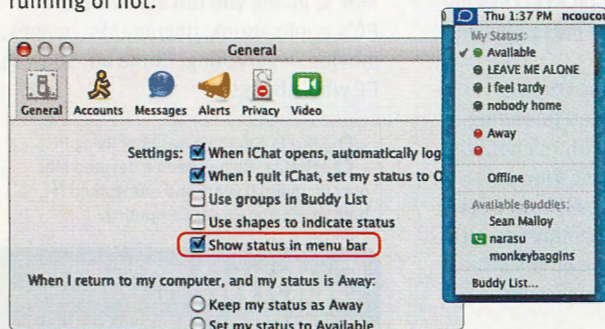 running or not.
General
General Accounts Messages Alerts Privacy Video
Settings: When iChat opens, automatically log
When I quit iChat, set my status to O
Use groups in Buddy List
Use shapes to indicate status
Show status in menu bar
When I return to my computer, and my status is Away:
Keep my status as Away
Set my status to Available
Thu 1:37 PM ncoucou
My Status:
Available
LEAVE ME ALONE
i feel tardy
nobody home
Away
Offline
Available Buddies:
Sean Malloy
narasu
monkeybaggins
Buddy List...